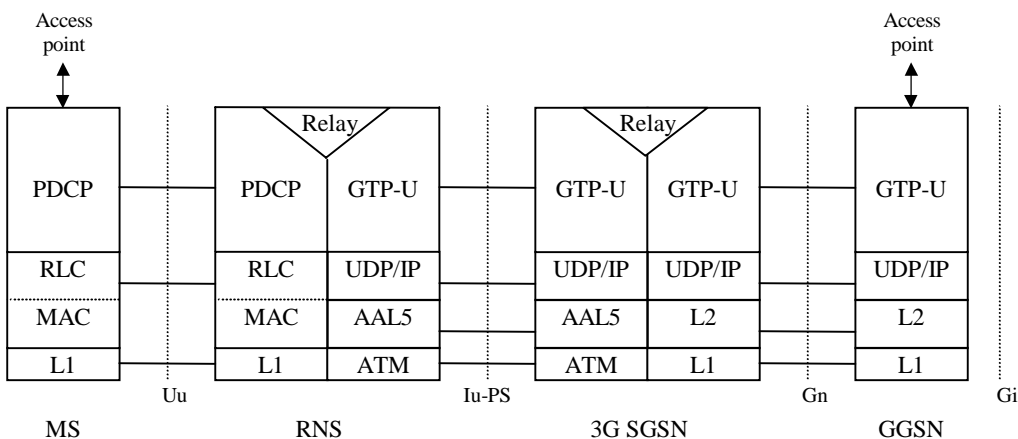 Access
point
Access
point
Relay
Relay
PDCP
PDCP
GTP-U
GTP-U
GTP-U
GTP-U
RLC
RLC
UDP/IP
UDP/IP
UDP/IP
UDP/IP
MAC
MAC
AAL5
AAL5
L2
L2
L1
L1
ATM
ATM
L1
L1
Uu
Iu-PS
Gn
Gi
MS
RNS
3G SGSN
GGSN